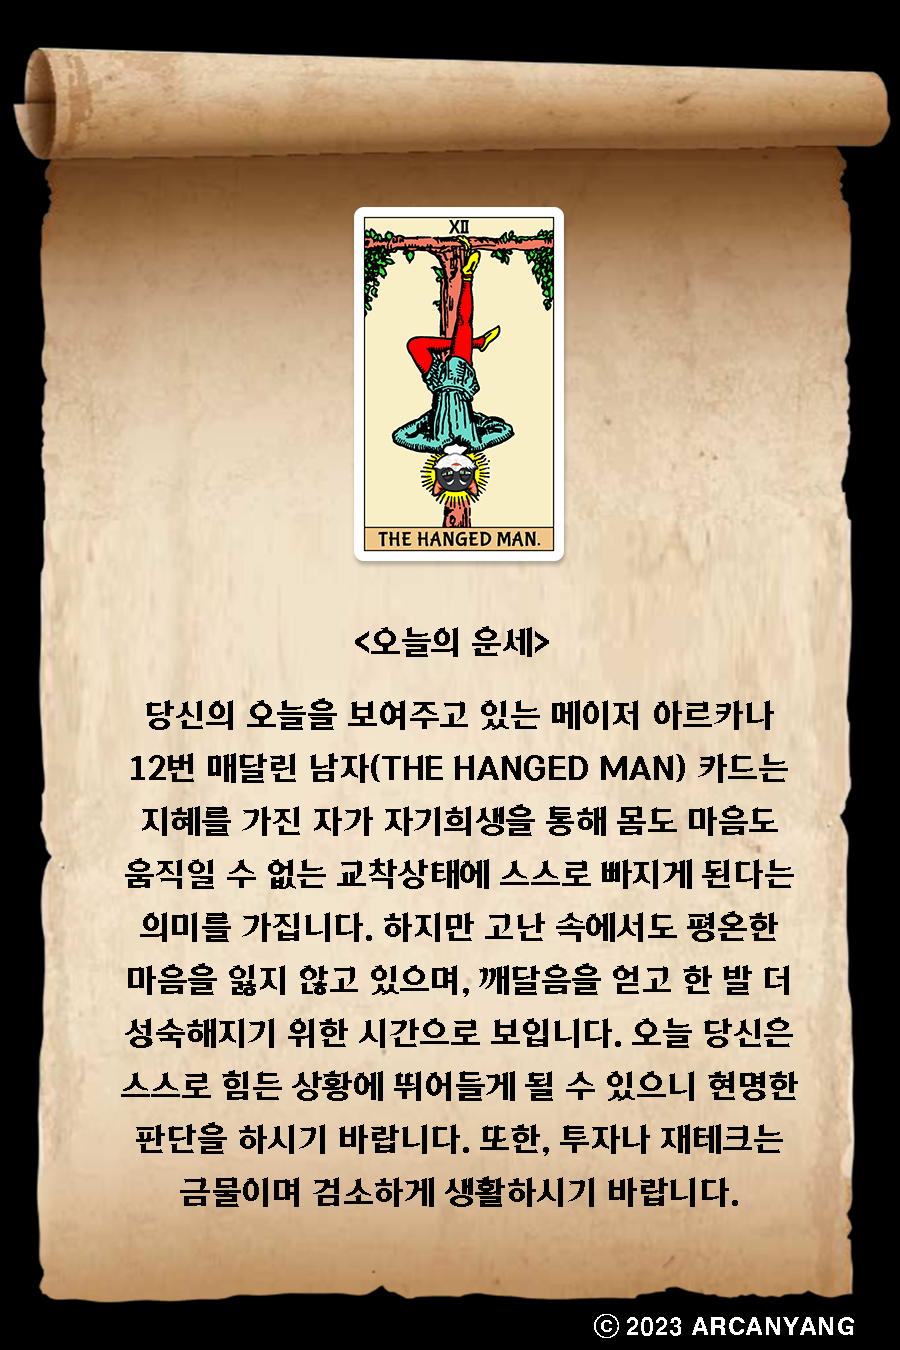 XII
THE HANGED MAN.
<오늘의 운세>
당신의 오늘을 보여주고 있는 메이저 아르카나
12번 매달린 남자(THE HANGED MAN) 카드는
지혜를 가진 자가 자기희생을 통해 몸도 마음도
움직일 수 없는 교착상태에 스스로 빠지게 된다는
의미를 가집니다. 하지만 고난 속에서도 평온한
마음을 잃지 않고 있으며, 깨달음을 얻고 한 발 더
성숙해지기 위한 시간으로 보입니다. 오늘 당신은
스스로 힘든 상황에 뛰어들게 될 수 있으니 현명한
판단을 하시기 바랍니다. 또한, 투자나 재테크는
금물이며 검소하게 생활하시기 바랍니다.
ⓒ 2023 ARCANYANG